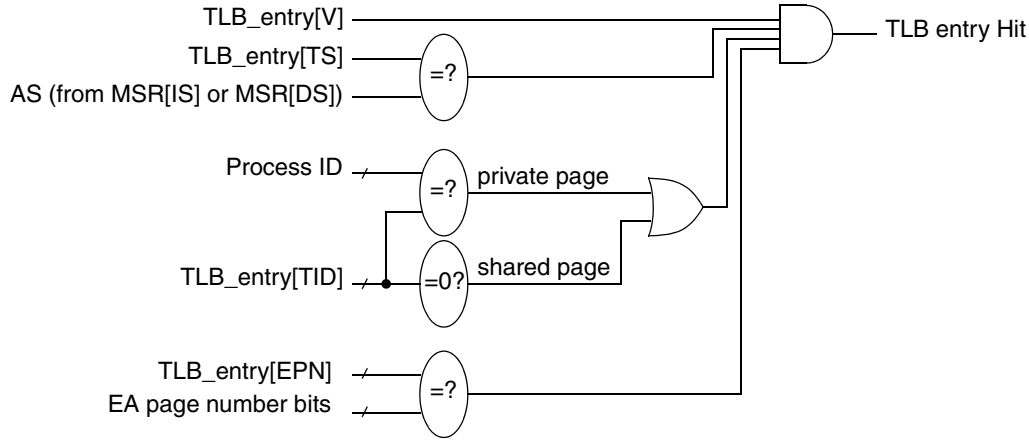 TLB_entry[V]
TLB entry Hit
TLB_entry[TS]
=?
AS (from MSR[IS] or MSR[DS])
Process ID
=?
private page
TLB_entry[TID]
=0?
shared page
TLB_entry[EPN]
=?
EA page number bits